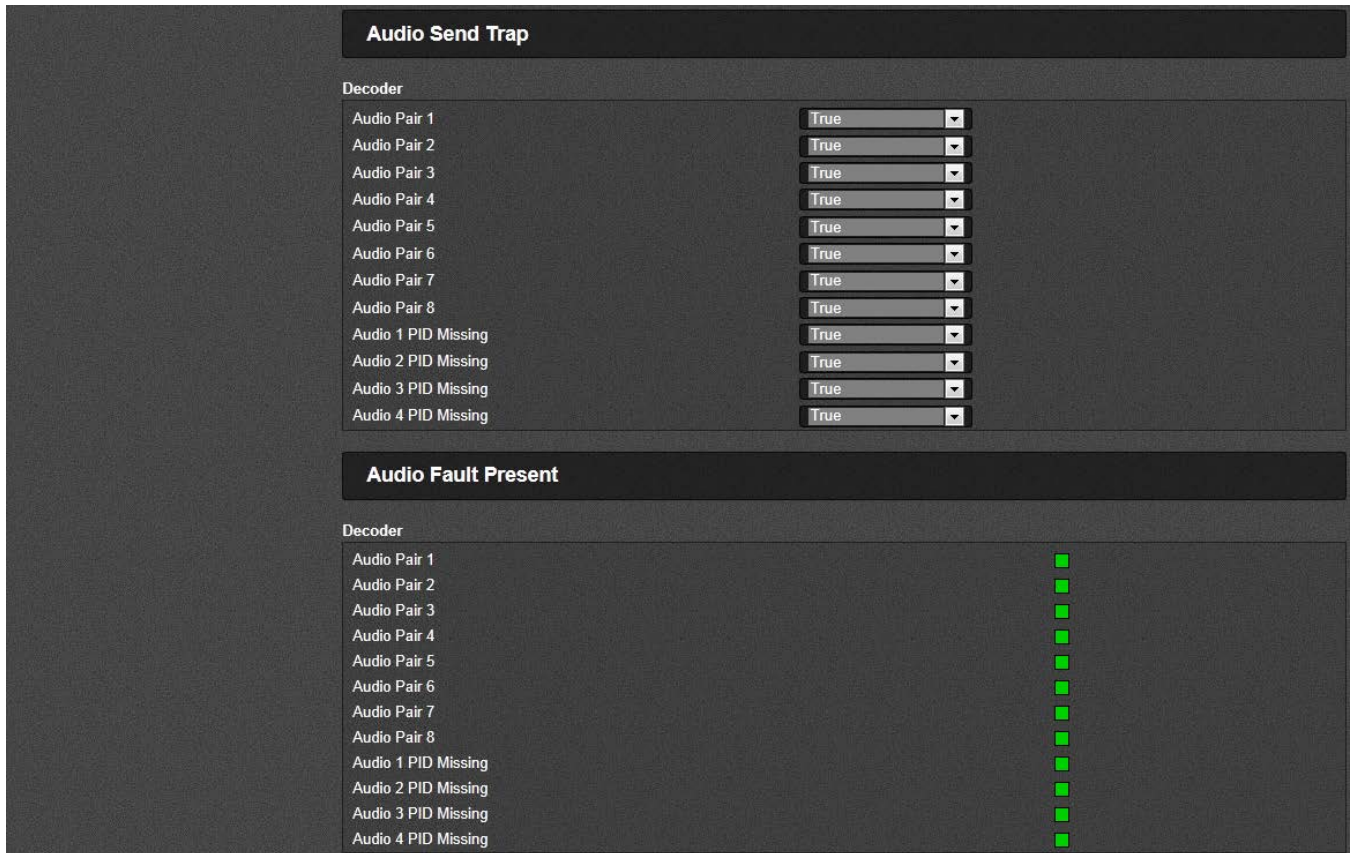 Audio Send Trap
Decoder
Audio Pair 1 True
Audio Pair 2 True
Audio Pair 3 True
Audio Pair 4 True
Audio Pair 5 True
Audio Pair 6 True
Audio Pair 7 True
Audio Pair 8 True
Audio 1 PID Missing True
Audio 2 PID Missing True
Audio 3 PID Missing True
Audio 4 PID Missing True
Audio Fault Present
Decoder
Audio Pair 1
Audio Pair 2
Audio Pair 3
Audio Pair 4
Audio Pair 5
Audio Pair 6
Audio Pair 7
Audio Pair 8
Audio 1 PID Missing
Audio 2 PID Missing
Audio 3 PID Missing
Audio 4 PID Missing